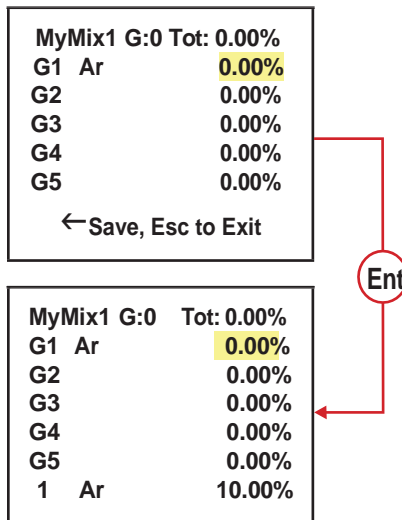 MyMix1 G:0 Tot: 0.00%
G1 Ar 0.00%
G2 0.00%
G3 0.00%
G4 0.00%
G5 0.00%
←Save, Esc to Exit
Ent
MyMix1 G:0 Tot: 0.00%
G1 Ar 0.00%
G2 0.00%
G3 0.00%
G4 0.00%
G5 0.00%
1 Ar 10.00%